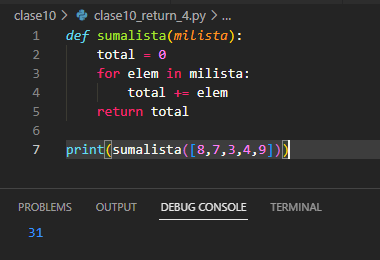 clase10 > clase10_return_4.py > ...
1 def sumalista(milista):
2     total = 0
3     for elem in milista:
4         total += elem
5     return total
6
7 print(sumalista([8,7,3,4,9]))
PROBLEMS OUTPUT DEBUG CONSOLE TERMINAL
31